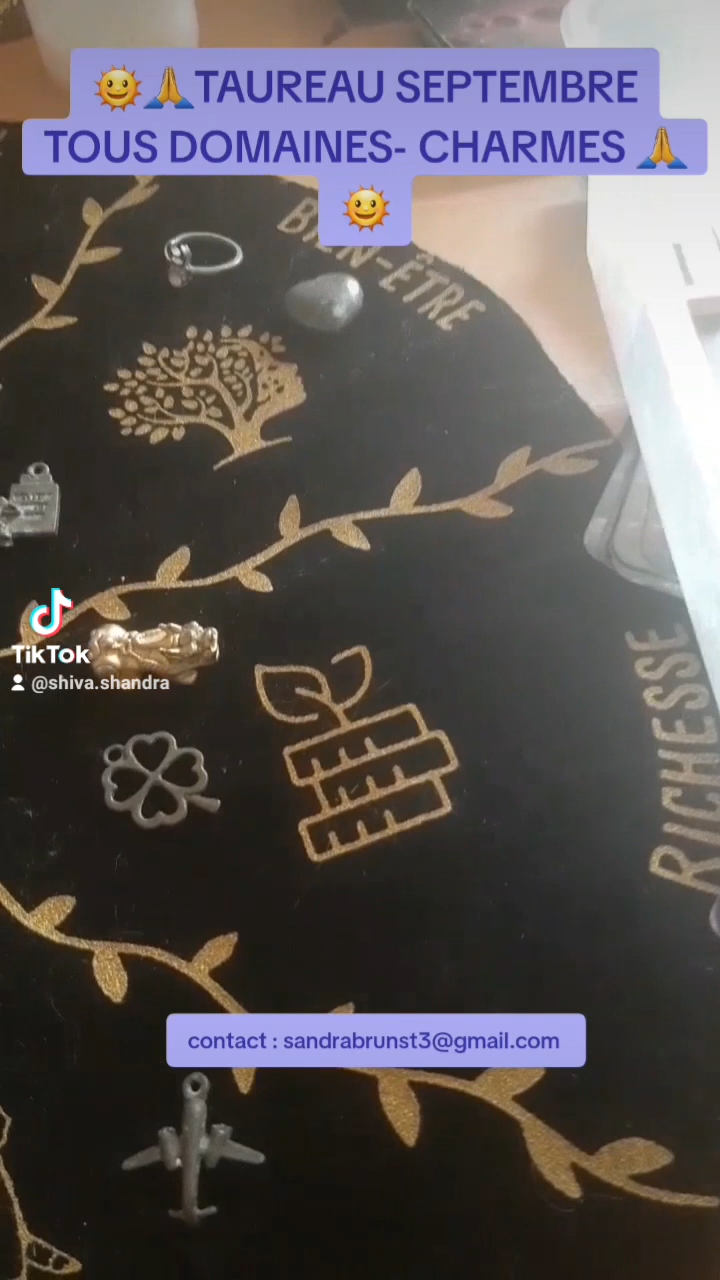 🌞🙏TAUREAU SEPTEMBRE
TOUS DOMAINES- CHARMES 🙏
🌞
BIEN-ÊTRE
TikTok
@shiva.shandra
RICHESSE
contact : sandrabrunst3@gmail.com